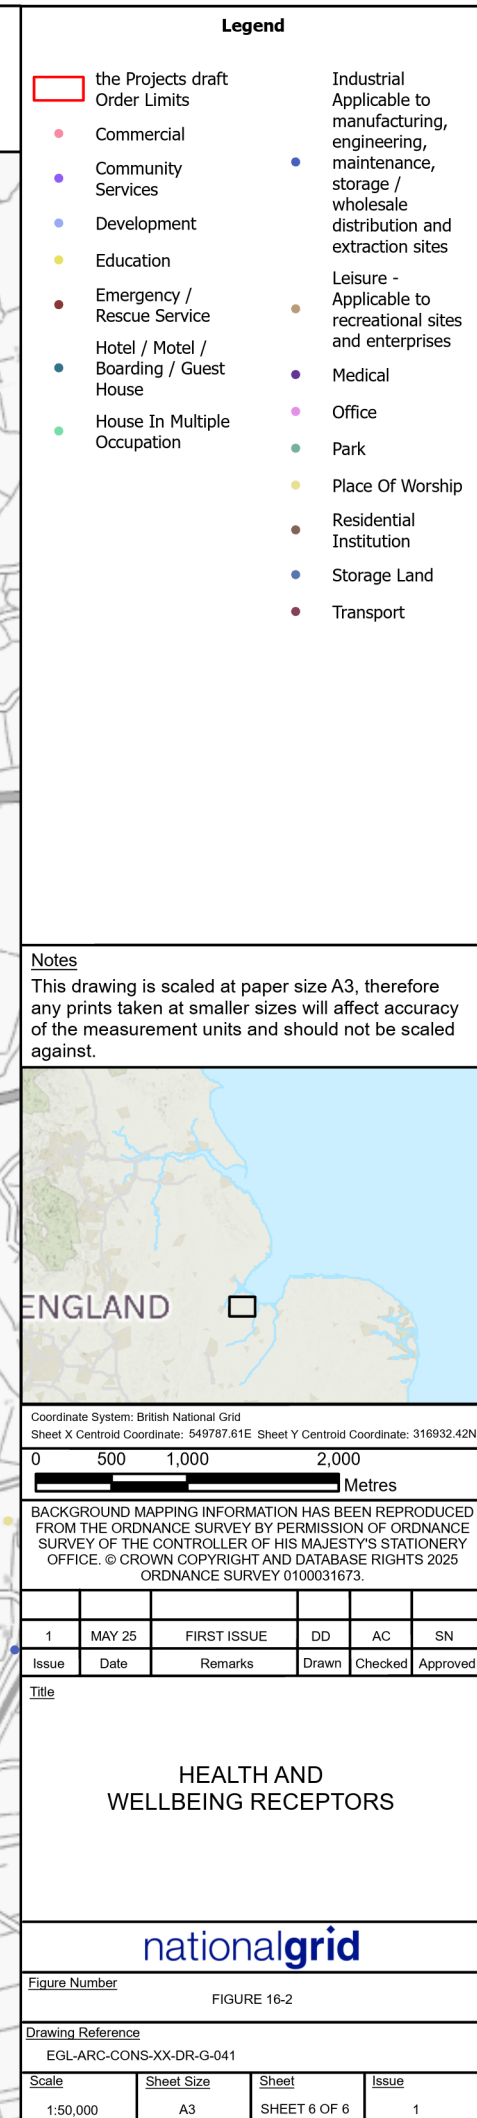 Legend
the Projects draft
Order Limits
Commercial
Community
Services
Development
Education
Emergency /
Rescue Service
Hotel / Motel /
Boarding / Guest
House
House In Multiple
Occupation
Industrial
Applicable to
manufacturing,
engineering,
maintenance,
storage /
wholesale
distribution and
extraction sites
Leisure -
Applicable to
recreational sites
and enterprises
Medical
Office
Park
Place Of Worship
Residential
Institution
Storage Land
Transport
Notes
This drawing is scaled at paper size A3, therefore
any prints taken at smaller sizes will affect accuracy
of the measurement units and should not be scaled
against.
ENGLAND
Coordinate System: British National Grid
Sheet X Centroid Coordinate: 549787.61E Sheet Y Centroid Coordinate: 316932.42N
0 500 1,000 2,000
Metres
BACKGROUND MAPPING INFORMATION HAS BEEN REPRODUCED
FROM THE ORDNANCE SURVEY BY PERMISSION OF ORDNANCE
SURVEY OF THE CONTROLLER OF HIS MAJESTY'S STATIONERY
OFFICE. © CROWN COPYRIGHT AND DATABASE RIGHTS 2025
ORDNANCE SURVEY 0100031673.
1 MAY 25 FIRST ISSUE DD AC SN
Issue Date Remarks Drawn Checked Approved
Title
HEALTH AND
WELLBEING RECEPTORS
nationalgrid
Figure Number
FIGURE 16-2
Drawing Reference
EGL-ARC-CONS-XX-DR-G-041
Scale Sheet Size Sheet Issue
1:50,000 A3 SHEET 6 OF 6 1